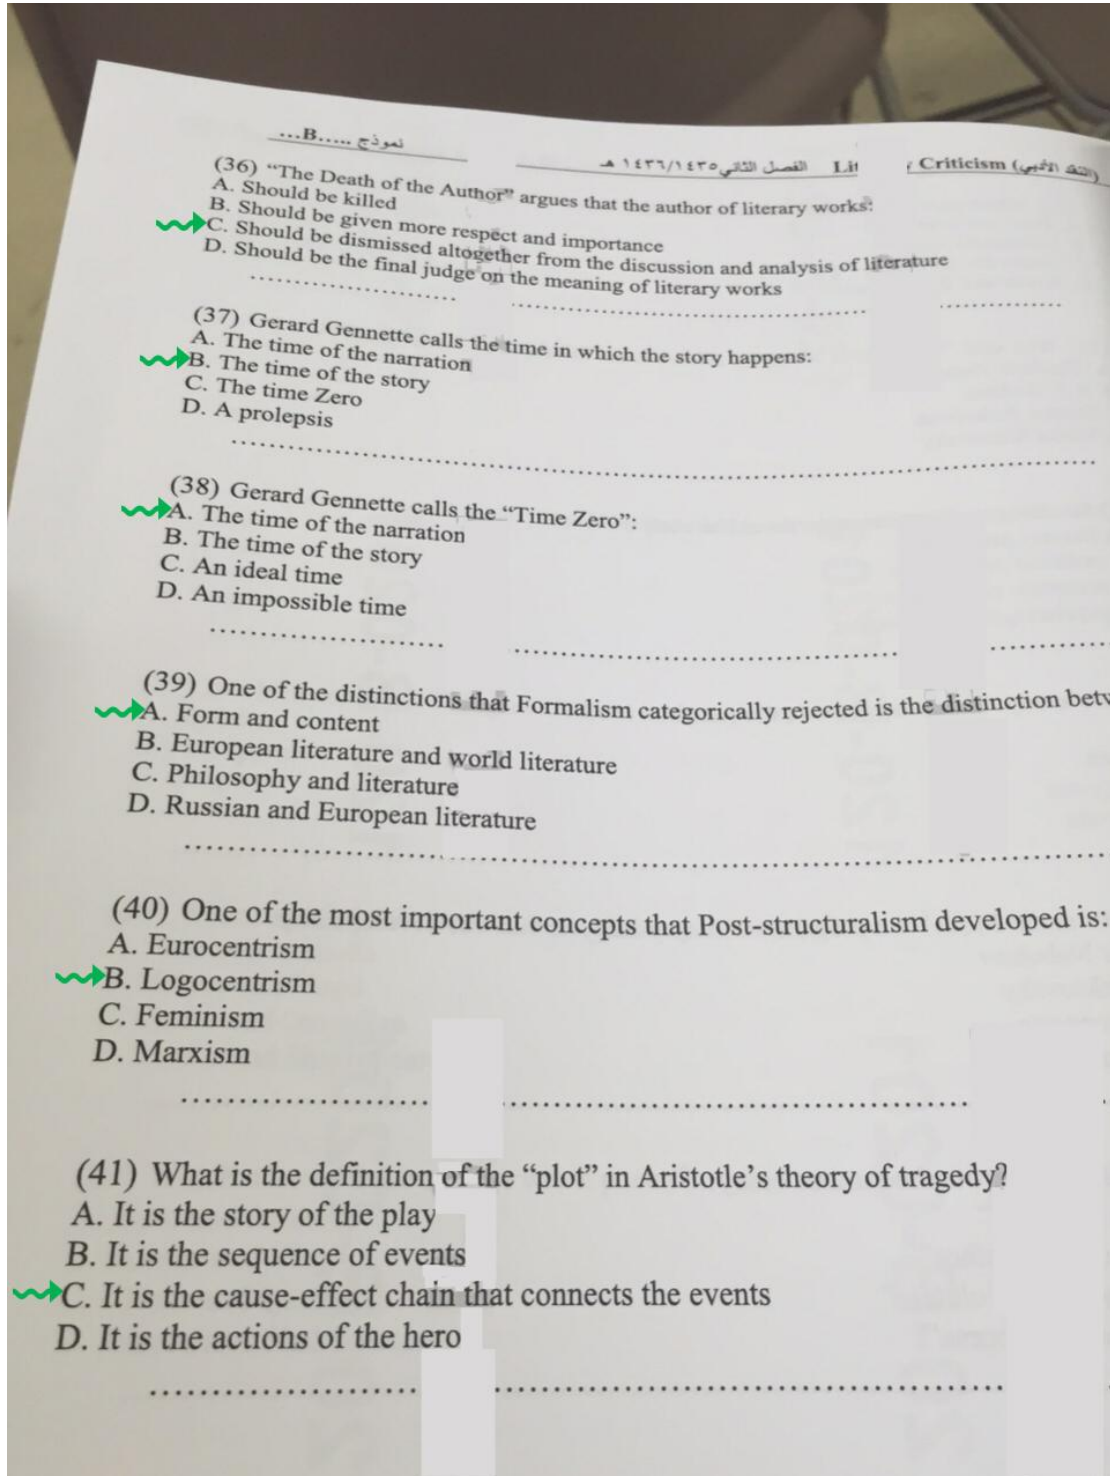 ...B..... نموذج
الفصل الثاني ١٤٣٦/١٤٣٥ هـ Lit Criticism (النقد الأدبي)
(36) “The Death of the Author” argues that the author of literary works:
A. Should be killed
B. Should be given more respect and importance
C. Should be dismissed altogether from the discussion and analysis of literature
D. Should be the final judge on the meaning of literary works
(37) Gerard Gennette calls the time in which the story happens:
A. The time of the narration
B. The time of the story
C. The time Zero
D. A prolepsis
(38) Gerard Gennette calls the “Time Zero”:
A. The time of the narration
B. The time of the story
C. An ideal time
D. An impossible time
(39) One of the distinctions that Formalism categorically rejected is the distinction betw
A. Form and content
B. European literature and world literature
C. Philosophy and literature
D. Russian and European literature
(40) One of the most important concepts that Post-structuralism developed is:
A. Eurocentrism
B. Logocentrism
C. Feminism
D. Marxism
(41) What is the definition of the “plot” in Aristotle’s theory of tragedy?
A. It is the story of the play
B. It is the sequence of events
C. It is the cause-effect chain that connects the events
D. It is the actions of the hero